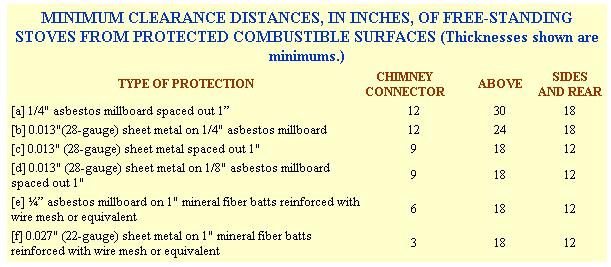 MINIMUM CLEARANCE DISTANCES, IN INCHES, OF FREE-STANDING
STOVES FROM PROTECTED COMBUSTIBLE SURFACES (Thicknesses shown are
minimums.)
TYPE OF PROTECTION CHIMNEY CONNECTOR ABOVE SIDES AND REAR
[a] 1/4" asbestos millboard spaced out 1” 12 30 18
[b] 0.013"(28-gauge) sheet metal on 1/4" asbestos millboard 12 24 18
[c] 0.013" (28-gauge) sheet metal spaced out 1" 9 18 12
[d] 0.013" (28-gauge) sheet metal on 1/8" asbestos millboard
spaced out 1" 9 18 12
[e] ¼” asbestos millboard on 1" mineral fiber batts reinforced with
wire mesh or equivalent 6 18 12
[f] 0.027" (22-gauge) sheet metal on 1" mineral fiber batts
reinforced with wire mesh or equivalent 3 18 12